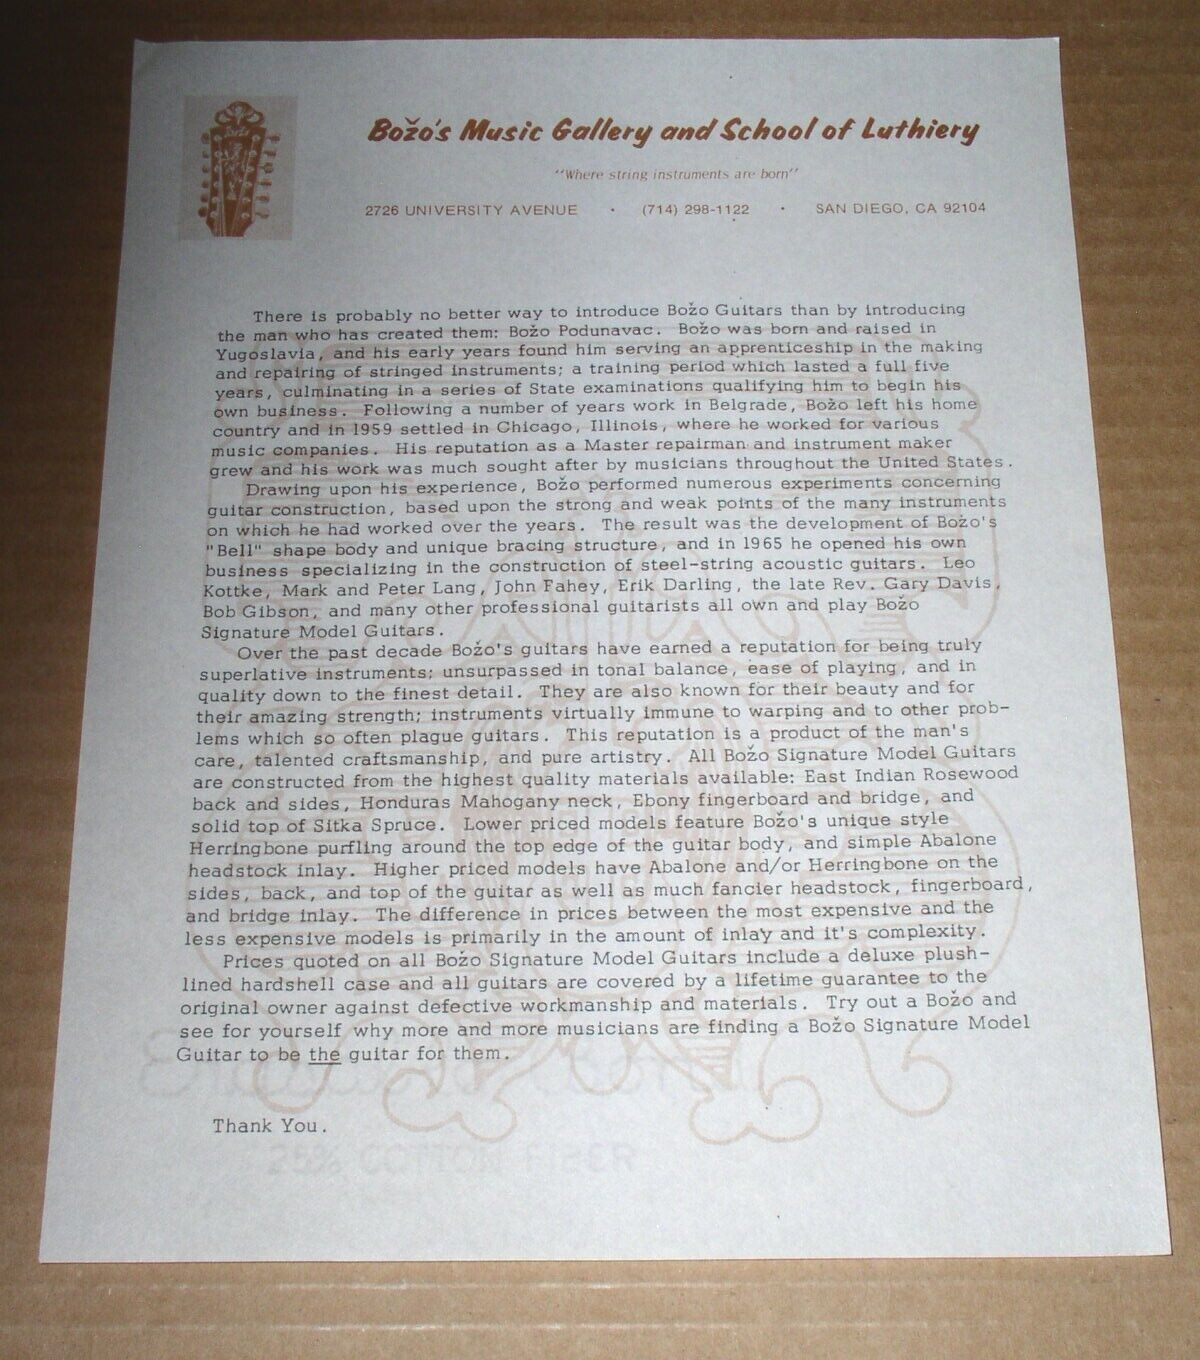 Božo's Music Gallery and School of Luthiery
"Where string instruments are born"
2726 UNIVERSITY AVENUE • (714) 298-1122 • SAN DIEGO, CA 92104
There is probably no better way to introduce Božo Guitars than by introducing
the man who has created them: Božo Podunavac. Božo was born and raised in
Yugoslavia, and his early years found him serving an apprenticeship in the making
and repairing of stringed instruments; a training period which lasted a full five
years, culminating in a series of State examinations qualifying him to begin his
own business. Following a number of years work in Belgrade, Božo left his home
country and in 1959 settled in Chicago, Illinois, where he worked for various
music companies. His reputation as a Master repairman and instrument maker
grew and his work was much sought after by musicians throughout the United States.
Drawing upon his experience, Božo performed numerous experiments concerning
guitar construction, based upon the strong and weak points of the many instruments
on which he had worked over the years. The result was the development of Božo's
"Bell" shape body and unique bracing structure, and in 1965 he opened his own
business specializing in the construction of steel-string acoustic guitars. Leo
Kottke, Mark and Peter Lang, John Fahey, Erik Darling, the late Rev. Gary Davis,
Bob Gibson, and many other professional guitarists all own and play Božo
Signature Model Guitars.
Over the past decade Božo's guitars have earned a reputation for being truly
superlative instruments; unsurpassed in tonal balance, ease of playing, and in
quality down to the finest detail. They are also known for their beauty and for
their amazing strength; instruments virtually immune to warping and to other prob-
lems which so often plague guitars. This reputation is a product of the man's
care, talented craftsmanship, and pure artistry. All Božo Signature Model Guitars
are constructed from the highest quality materials available: East Indian Rosewood
back and sides, Honduras Mahogany neck, Ebony fingerboard and bridge, and
solid top of Sitka Spruce. Lower priced models feature Božo's unique style
Herringbone purfling around the top edge of the guitar body, and simple Abalone
headstock inlay. Higher priced models have Abalone and/or Herringbone on the
sides, back, and top of the guitar as well as much fancier headstock, fingerboard,
and bridge inlay. The difference in prices between the most expensive and the
less expensive models is primarily in the amount of inlay and it's complexity.
Prices quoted on all Božo Signature Model Guitars include a deluxe plush-
lined hardshell case and all guitars are covered by a lifetime guarantee to the
original owner against defective workmanship and materials. Try out a Božo and
see for yourself why more and more musicians are finding a Božo Signature Model
Guitar to be the guitar for them.
Thank You.
25% COTTON FIBER